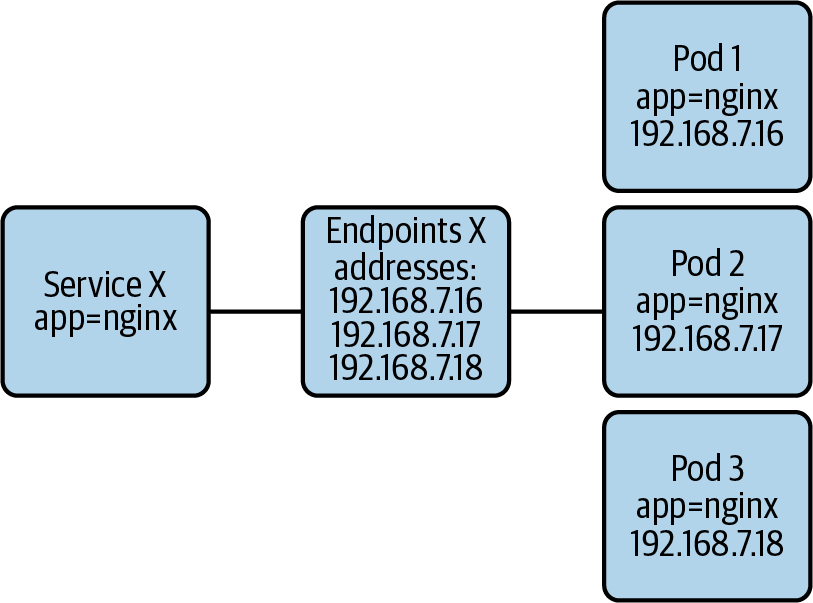 Service X
app=nginx
Endpoints X
addresses:
192.168.7.16
192.168.7.17
192.168.7.18
Pod 1
app=nginx
192.168.7.16
Pod 2
app=nginx
192.168.7.17
Pod 3
app=nginx
192.168.7.18